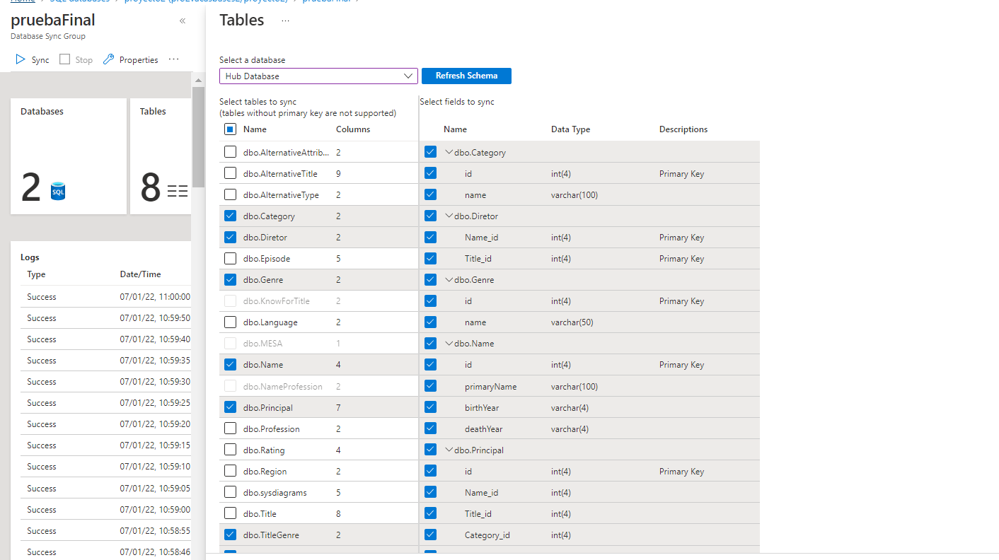 pruebaFinal
«
Database Sync Group
Sync
Stop
Properties
...
Databases
2
SQL
Tables
8
Logs
Type Date/Time
Success 07/01/22, 11:00:00
Success 07/01/22, 10:59:50
Success 07/01/22, 10:59:40
Success 07/01/22, 10:59:35
Success 07/01/22, 10:59:30
Success 07/01/22, 10:59:25
Success 07/01/22, 10:59:20
Success 07/01/22, 10:59:15
Success 07/01/22, 10:59:10
Success 07/01/22, 10:59:05
Success 07/01/22, 10:59:00
Success 07/01/22, 10:58:55
Success 07/01/22, 10:58:46
Tables ...
Select a database
Hub Database
Refresh Schema
Select tables to sync
(tables without primary key are not supported)
Name Columns
dbo.AlternativeAttrib... 2
dbo.AlternativeTitle 9
dbo.AlternativeType 2
dbo.Category 2
dbo.Diretor 2
dbo.Episode 5
dbo.Genre 2
dbo.KnowForTitle 2
dbo.Language 2
dbo.MESA 1
dbo.Name 4
dbo.NameProfession 2
dbo.Principal 7
dbo.Profession 2
dbo.Rating 4
dbo.Region 2
dbo.sysdiagrams 5
dbo.Title 8
dbo.TitleGenre 2
Select fields to sync
Name Data Type Descriptions
dbo.Category
id int(4) Primary Key
name varchar(100)
dbo.Diretor
Name_id int(4) Primary Key
Title_id int(4) Primary Key
dbo.Genre
id int(4) Primary Key
name varchar(50)
dbo.Name
id int(4) Primary Key
primaryName varchar(100)
birthYear varchar(4)
deathYear varchar(4)
dbo.Principal
id int(4) Primary Key
Name_id int(4)
Title_id int(4)
Category_id int(4)